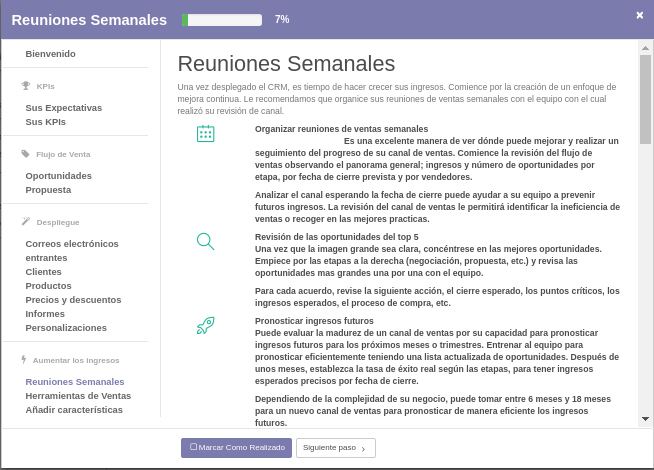 Reuniones Semanales
7%
×
Bienvenido
KPIs
Sus Expectativas
Sus KPIs
Flujo de Venta
Oportunidades
Propuesta
Despliegue
Correos electrónicos
entrantes
Clientes
Productos
Precios y descuentos
Informes
Personalizaciones
Aumentar los ingresos
Reuniones Semanales
Herramientas de Ventas
Añadir características
Reuniones Semanales
Una vez desplegado el CRM, es tiempo de hacer crecer sus ingresos. Comience por la creación de un enfoque de
mejora continua. Le recomendamos que organice sus reuniones de ventas semanales con el equipo con el cual
realizó su revisión de canal.
Organizar reuniones de ventas semanales
Es una excelente manera de ver dónde puede mejorar y realizar un
seguimiento del progreso de su canal de ventas. Comience la revisión del flujo de
ventas observando el panorama general; ingresos y número de oportunidades por
etapa, por fecha de cierre prevista y por vendedores.
Analizar el canal esperando la fecha de cierre puede ayudar a su equipo a prevenir
futuros ingresos. La revisión del canal de ventas le permitirá identificar la ineficiencia de
ventas o recoger en las mejores practicas.
Revisión de las oportunidades del top 5
Una vez que la imagen grande sea clara, concéntrese en las mejores oportunidades.
Empiece por las etapas a la derecha (negociación, propuesta, etc.) y revisa las
oportunidades mas grandes una por una con el equipo.
Para cada acuerdo, revise la siguiente acción, el cierre esperado, los puntos críticos, los
ingresos esperados, el proceso de compra, etc.
Pronosticar ingresos futuros
Puede evaluar la madurez de un canal de ventas por su capacidad para pronosticar
ingresos futuros para los próximos meses o trimestres. Entrenar al equipo para
pronosticar eficientemente teniendo una lista actualizada de oportunidades. Después de
unos meses, establezca la tasa de éxito real según las etapas, para tener ingresos
esperados precisos por fecha de cierre.
Dependiendo de la complejidad de su negocio, puede tomar entre 6 meses y 18 meses
para un nuevo canal de ventas para pronosticar de manera eficiente los ingresos
futuros.
Marcar Como Realizado
Siguiente paso ›